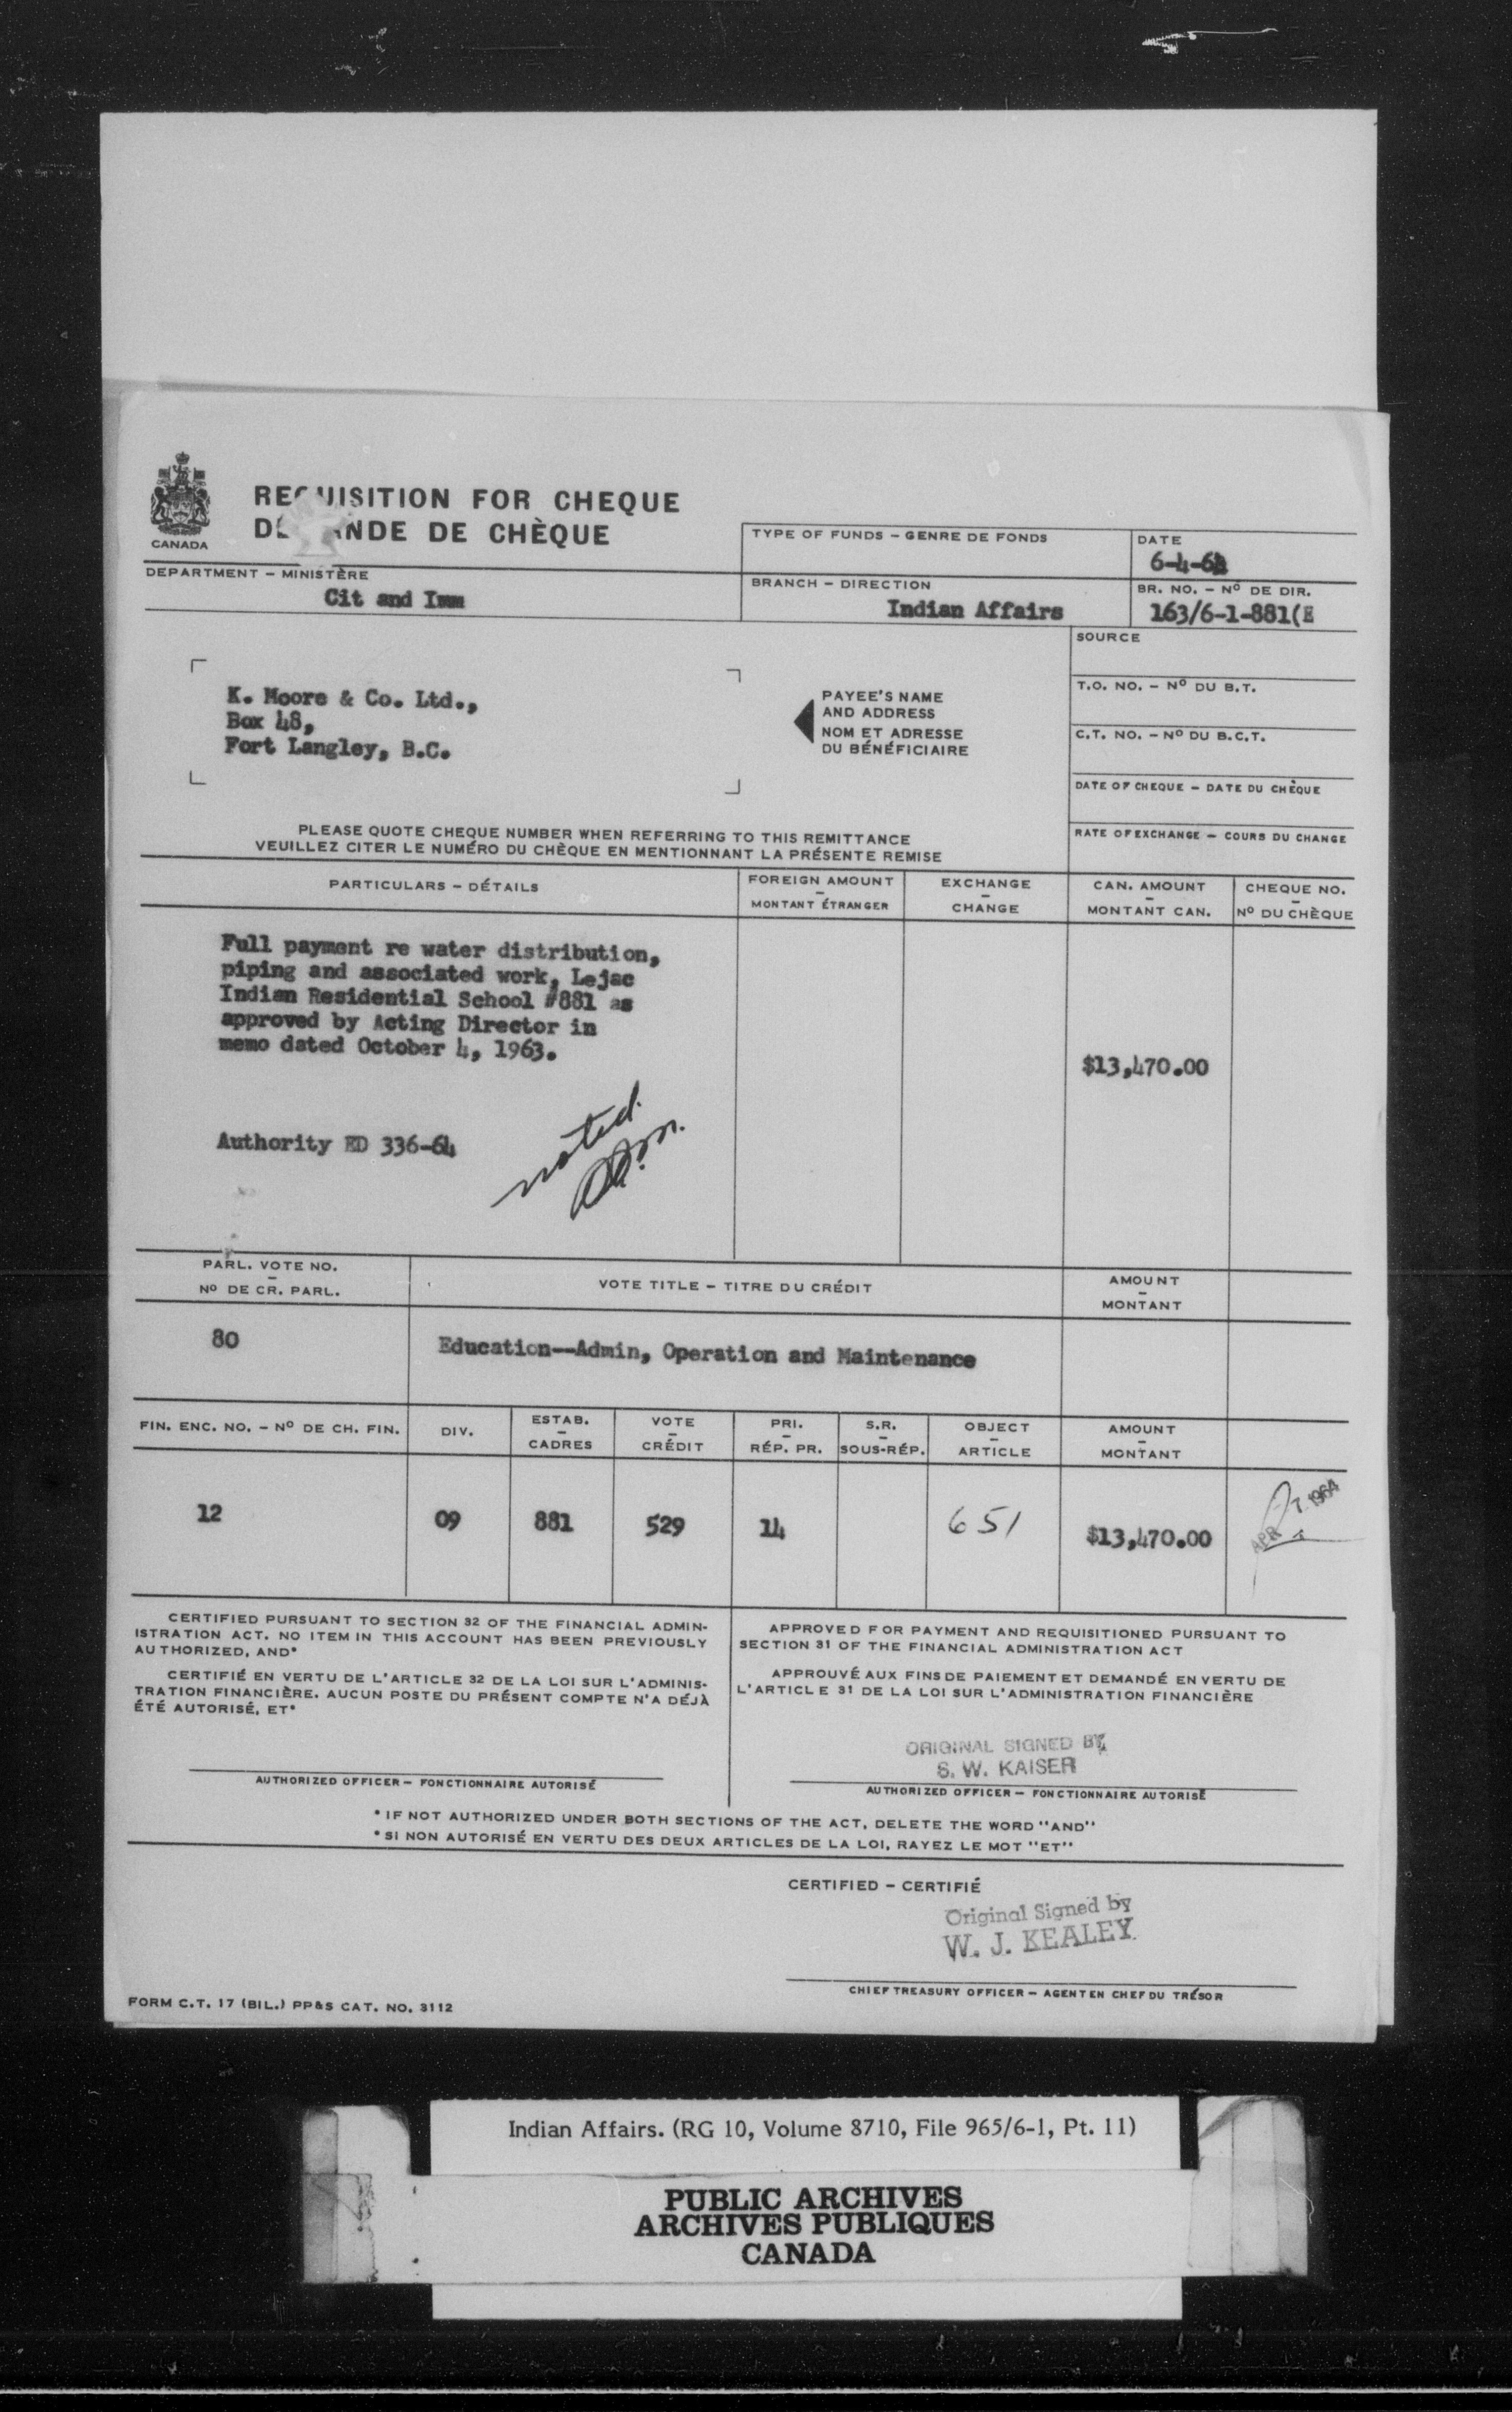 REQUISITION FOR CHEQUE
DEMANDE DE CHÈQUE
CANADA
TYPE OF FUNDS – GENRE DE FONDS
DATE
6-4-64
DEPARTMENT – MINISTÈRE
Cit and Imm
BRANCH – DIRECTION
Indian Affairs
BR. NO. – Nº DE DIR.
163/6-1-881(E
SOURCE
K. Moore & Co. Ltd.,
Box 48,
Fort Langley, B.C.
PAYEE'S NAME
AND ADDRESS
NOM ET ADRESSE
DU BÉNÉFICIAIRE
T.O. NO. – Nº DU B.T.
C.T. NO. – Nº DU B.C.T.
DATE OF CHEQUE – DATE DU CHÈQUE
RATE OF EXCHANGE – COURS DU CHANGE
PLEASE QUOTE CHEQUE NUMBER WHEN REFERRING TO THIS REMITTANCE
VEUILLEZ CITER LE NUMÉRO DU CHÈQUE EN MENTIONNANT LA PRÉSENTE REMISE
PARTICULARS – DÉTAILS
FOREIGN AMOUNT
–
MONTANT ÉTRANGER
EXCHANGE
–
CHANGE
CAN. AMOUNT
–
MONTANT CAN.
CHEQUE NO.
–
Nº DU CHÈQUE
Full payment re water distribution,
piping and associated work, Lejac
Indian Residential School #881 as
approved by Acting Director in
memo dated October 4, 1963.
$13,470.00
Authority ED 336-64
noted.
PARL. VOTE NO.
–
Nº DE CR. PARL.
VOTE TITLE – TITRE DU CRÉDIT
AMOUNT
–
MONTANT
80
Education--Admin, Operation and Maintenance
FIN. ENC. NO. – Nº DE CH. FIN.
DIV.
ESTAB.
–
CADRES
VOTE
–
CRÉDIT
PRI.
–
RÉP. PR.
S.R.
–
SOUS-RÉP.
OBJECT
–
ARTICLE
AMOUNT
–
MONTANT
12
09
881
529
14
651
$13,470.00
APR 7 1964
CERTIFIED PURSUANT TO SECTION 32 OF THE FINANCIAL ADMIN-
ISTRATION ACT. NO ITEM IN THIS ACCOUNT HAS BEEN PREVIOUSLY
AUTHORIZED, AND*
CERTIFIÉ EN VERTU DE L'ARTICLE 32 DE LA LOI SUR L'ADMINIS-
TRATION FINANCIÈRE. AUCUN POSTE DU PRÉSENT COMPTE N'A DÉJÀ
ÉTÉ AUTORISÉ, ET*
APPROVED FOR PAYMENT AND REQUISITIONED PURSUANT TO
SECTION 31 OF THE FINANCIAL ADMINISTRATION ACT
APPROUVÉ AUX FINS DE PAIEMENT ET DEMANDÉ EN VERTU DE
L'ARTICLE 31 DE LA LOI SUR L'ADMINISTRATION FINANCIÈRE
ORIGINAL SIGNED BY
S. W. KAISER
AUTHORIZED OFFICER – FONCTIONNAIRE AUTORISÉ
AUTHORIZED OFFICER – FONCTIONNAIRE AUTORISÉ
* IF NOT AUTHORIZED UNDER BOTH SECTIONS OF THE ACT, DELETE THE WORD "AND"
* SI NON AUTORISÉ EN VERTU DES DEUX ARTICLES DE LA LOI, RAYEZ LE MOT "ET"
CERTIFIED – CERTIFIÉ
Original Signed by
W. J. KEALEY
CHIEF TREASURY OFFICER – AGENT EN CHEF DU TRÉSOR
FORM C.T. 17 (BIL.) PP&S CAT. NO. 3112
Indian Affairs. (RG 10, Volume 8710, File 965/6-1, Pt. 11)
PUBLIC ARCHIVES
ARCHIVES PUBLIQUES
CANADA